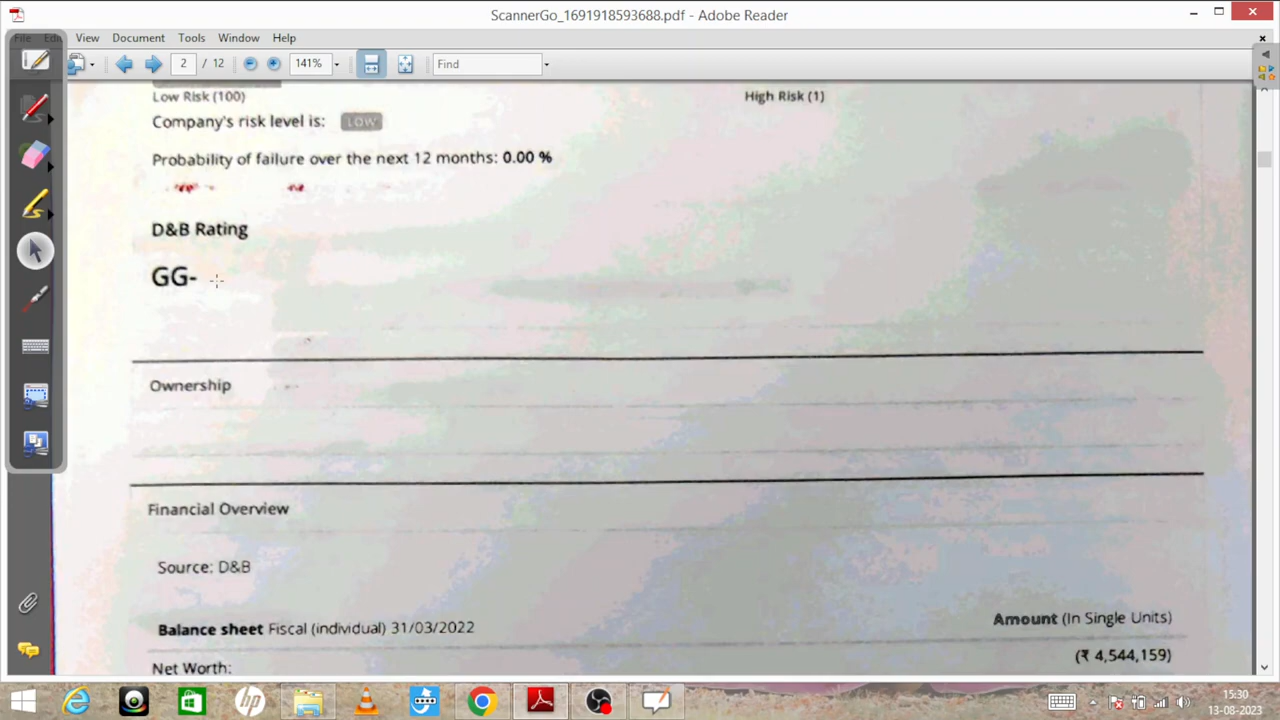 ScannerGo_1691918593688.pdf - Adobe Reader
File Edit View Document Tools Window Help
2 / 12 141% Find
Low Risk (100) High Risk (1)
Company's risk level is: LOW
Probability of failure over the next 12 months: 0.00 %
D&B Rating
GG-
Ownership
Financial Overview
Source: D&B
Balance sheet Fiscal (individual) 31/03/2022 Amount (In Single Units)
Net Worth: (₹ 4,544,159)
15:30
13-08-2023